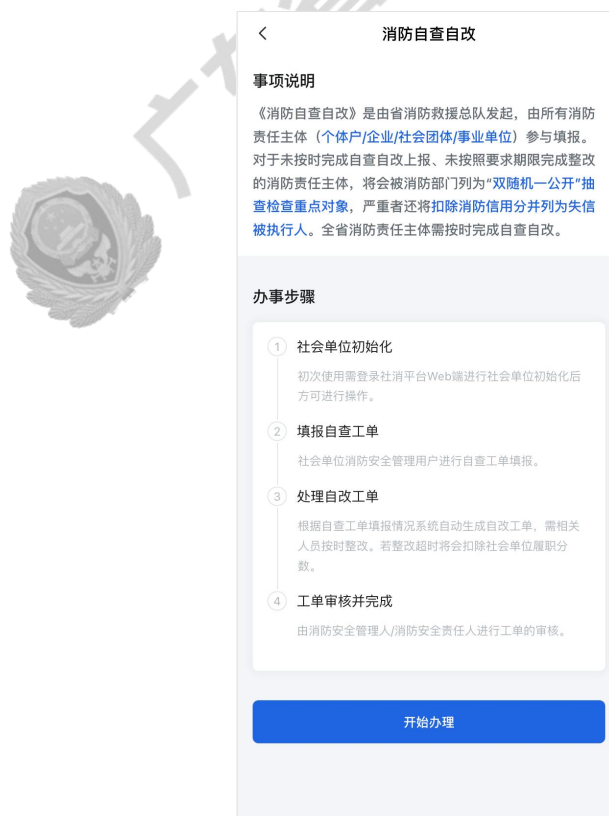 消防自查自改
事项说明
《消防自查自改》是由省消防救援总队发起，由所有消防
责任主体（个体户/企业/社会团体/事业单位）参与填报。
对于未按时完成自查自改上报、未按照要求期限完成整改
的消防责任主体，将会被消防部门列为“双随机一公开”抽
查检查重点对象，严重者还将扣除消防信用分并列为失信
被执行人。全省消防责任主体需按时完成自查自改。
办事步骤
1 社会单位初始化
初次使用需登录社消平台Web端进行社会单位初始化后
方可进行操作。
2 填报自查工单
社会单位消防安全管理用户进行自查工单填报。
3 处理自改工单
根据自查工单填报情况系统自动生成自改工单，需相关
人员按时整改。若整改超时将会扣除社会单位履职分
数。
4 工单审核并完成
由消防安全管理人/消防安全责任人进行工单的审核。
开始办理